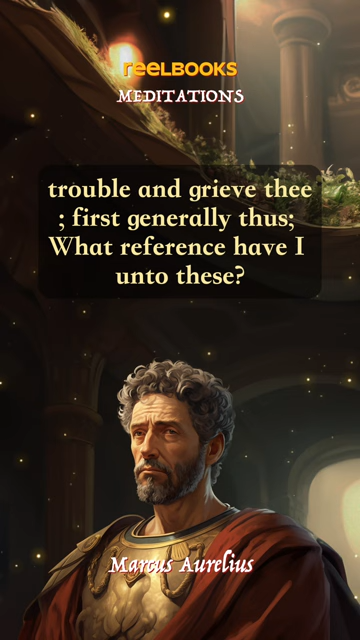 reelbooks
MEDITATIONS
trouble and grieve thee
; first generally thus;
What reference have I
unto these?
Marcus Aurelius